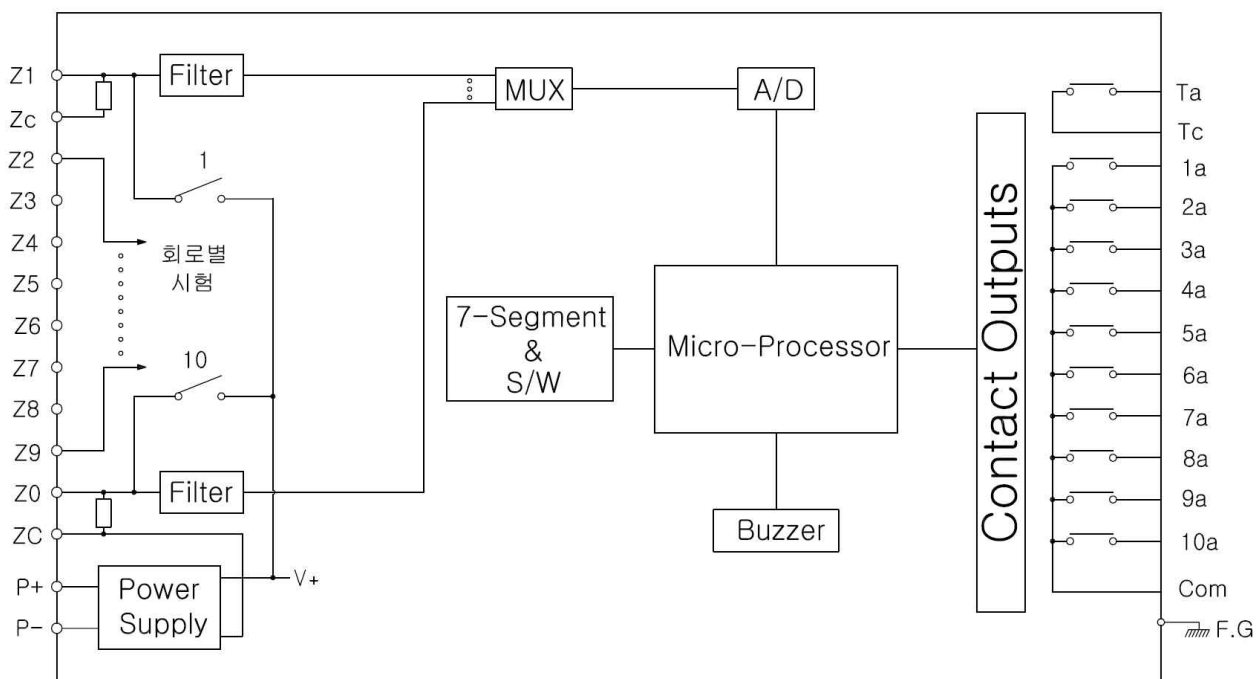 Z1
Zc
Z2
Z3
Z4
Z5
Z6
Z7
Z8
Z9
Z0
ZC
P+
P-
Filter
1
회로별
시험
10
Filter
Power
Supply
V+
MUX
A/D
7-Segment
&
S/W
Micro-Processor
Buzzer
Contact Outputs
Ta
Tc
1a
2a
3a
4a
5a
6a
7a
8a
9a
10a
Com
F.G